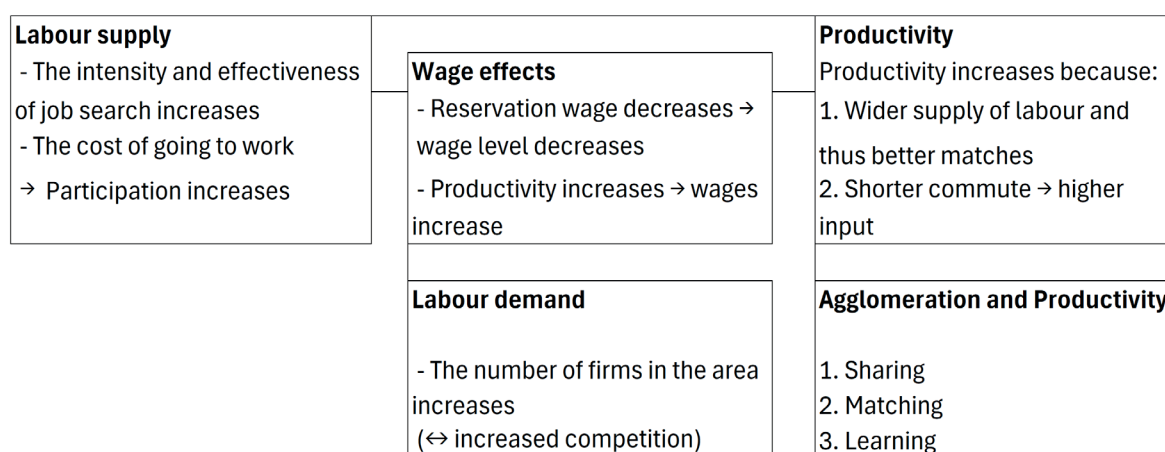 Labour supply
- The intensity and effectiveness
of job search increases
- The cost of going to work
→ Participation increases
Wage effects
- Reservation wage decreases →
wage level decreases
- Productivity increases → wages
increase
Productivity
Productivity increases because:
1. Wider supply of labour and
thus better matches
2. Shorter commute → higher
input
Labour demand
- The number of firms in the area
increases
(↔ increased competition)
Agglomeration and Productivity
1. Sharing
2. Matching
3. Learning